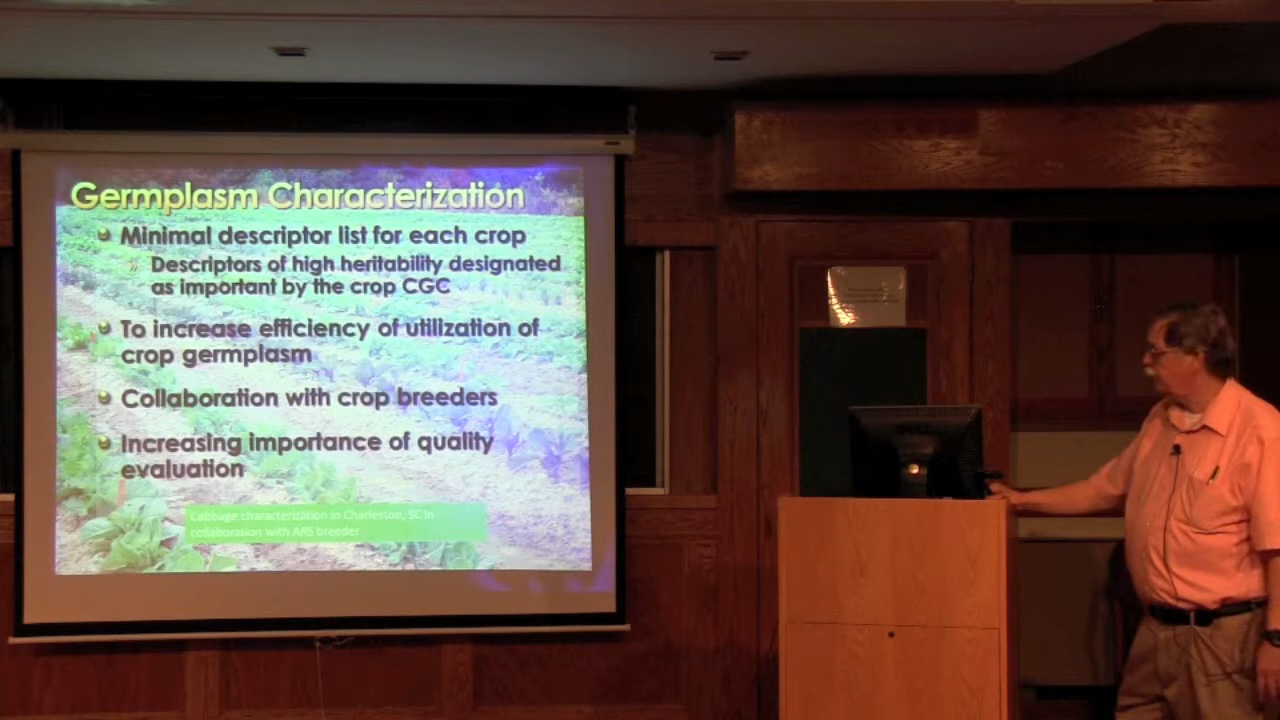 Germplasm Characterization
Minimal descriptor list for each crop
Descriptors of high heritability designated
as important by the crop CGC
To increase efficiency of utilization of
crop germplasm
Collaboration with crop breeders
Increasing importance of quality
evaluation
Cabbage characterization in Charleston, SC in
collaboration with ARS breeder